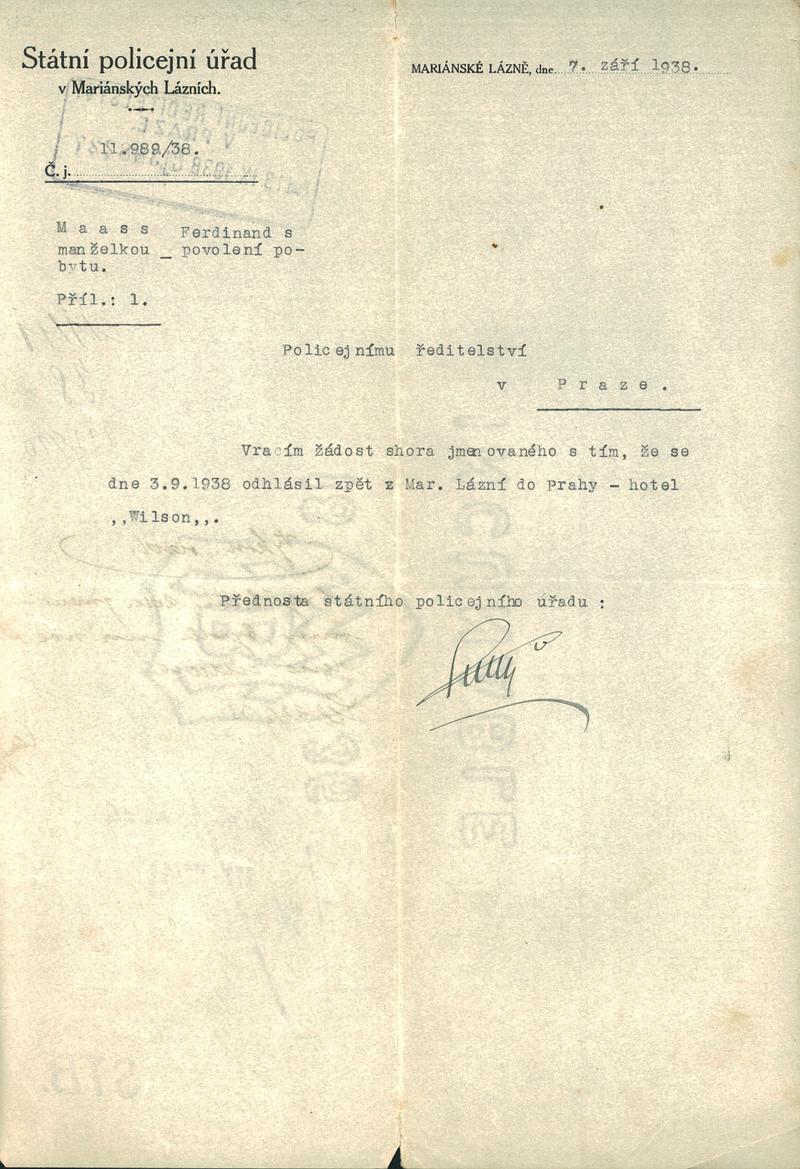 Státní policejní úřad
v Mariánských Lázních.
MARIÁNSKÉ LÁZNĚ, dne 7. září 1938.
11.989/38.
Č. j.
M a a s s Ferdinand s
manželkou _ povolení po-
bytu.
Příl.: 1.
Policejnímu ředitelství
v P r a z e .
Vracím žádost shora jmenovaného s tím, že se
dne 3.9.1938 odhlásil zpět z Mar. Lázní do Prahy - hotel
,,Wilson,,.
Přednosta státního policejního úřadu :